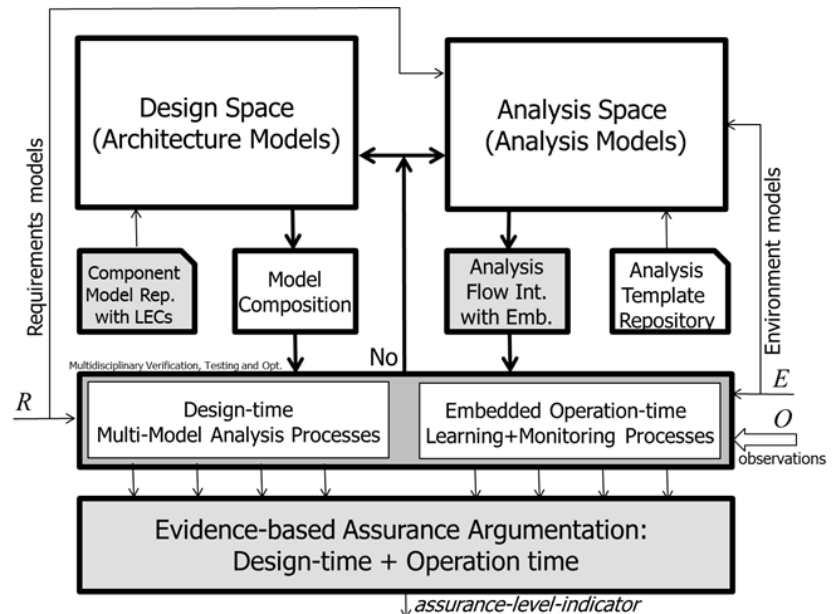 Design Space
(Architecture Models)
Analysis Space
(Analysis Models)
Requirements models
Environment models
Component
Model Rep.
with LECs
Model
Composition
Analysis
Flow Int.
with Emb.
Analysis
Template
Repository
No
Multidisciplinary Verification, Testing and Opt.
R
E
O
observations
Design-time
Multi-Model Analysis Processes
Embedded Operation-time
Learning+Monitoring Processes
Evidence-based Assurance Argumentation:
Design-time + Operation time
assurance-level-indicator